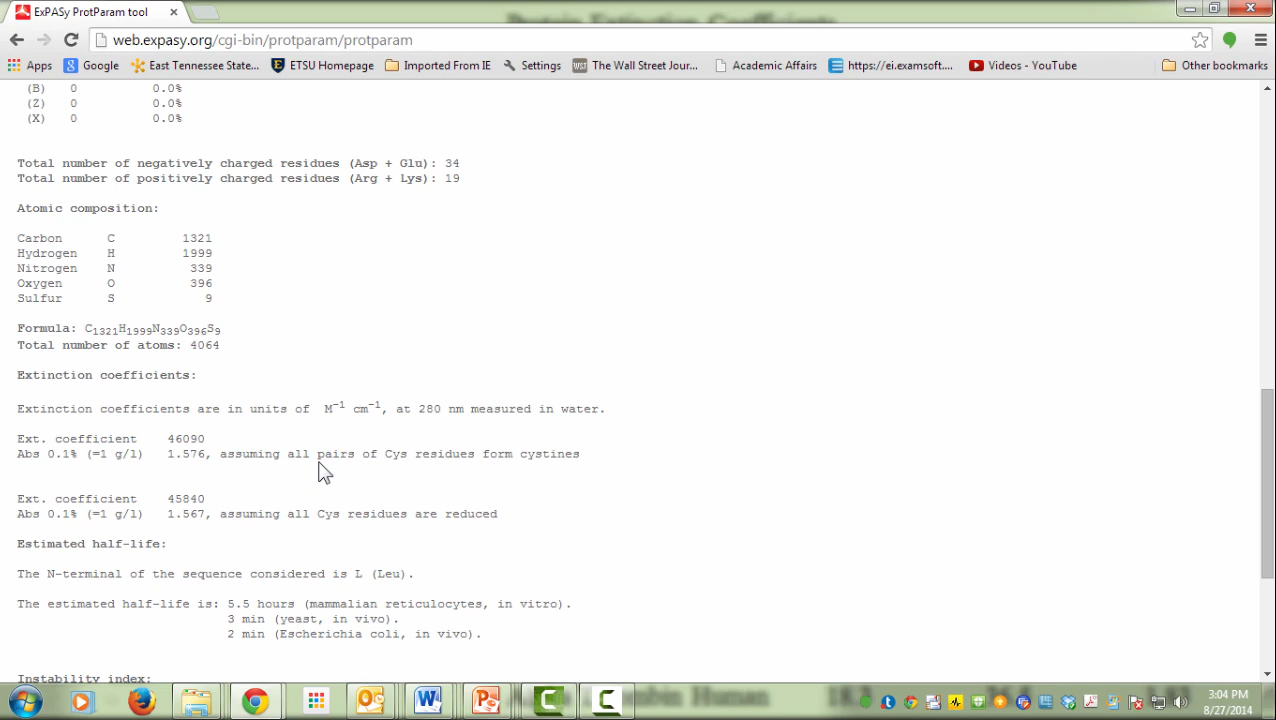 Protein Extinction Coefficients
ExPASy ProtParam tool
web.expasy.org/cgi-bin/protparam/protparam
Apps Google East Tennessee State... ETSU Homepage Imported From IE Settings The Wall Street Jour... Academic Affairs https://ei.examsoft.... Videos - YouTube Other bookmarks
(B) 0 0.0%
(Z) 0 0.0%
(X) 0 0.0%
Total number of negatively charged residues (Asp + Glu): 34
Total number of positively charged residues (Arg + Lys): 19
Atomic composition:
Carbon C 1321
Hydrogen H 1999
Nitrogen N 339
Oxygen O 396
Sulfur S 9
Formula: C1321H1999N339O396S9
Total number of atoms: 4064
Extinction coefficients:
Extinction coefficients are in units of M-1 cm-1, at 280 nm measured in water.
Ext. coefficient 46090
Abs 0.1% (=1 g/l) 1.576, assuming all pairs of Cys residues form cystines
Ext. coefficient 45840
Abs 0.1% (=1 g/l) 1.567, assuming all Cys residues are reduced
Estimated half-life:
The N-terminal of the sequence considered is L (Leu).
The estimated half-life is: 5.5 hours (mammalian reticulocytes, in vitro).
3 min (yeast, in vivo).
2 min (Escherichia coli, in vivo).
Instability index:
Human
3:04 PM
8/27/2014